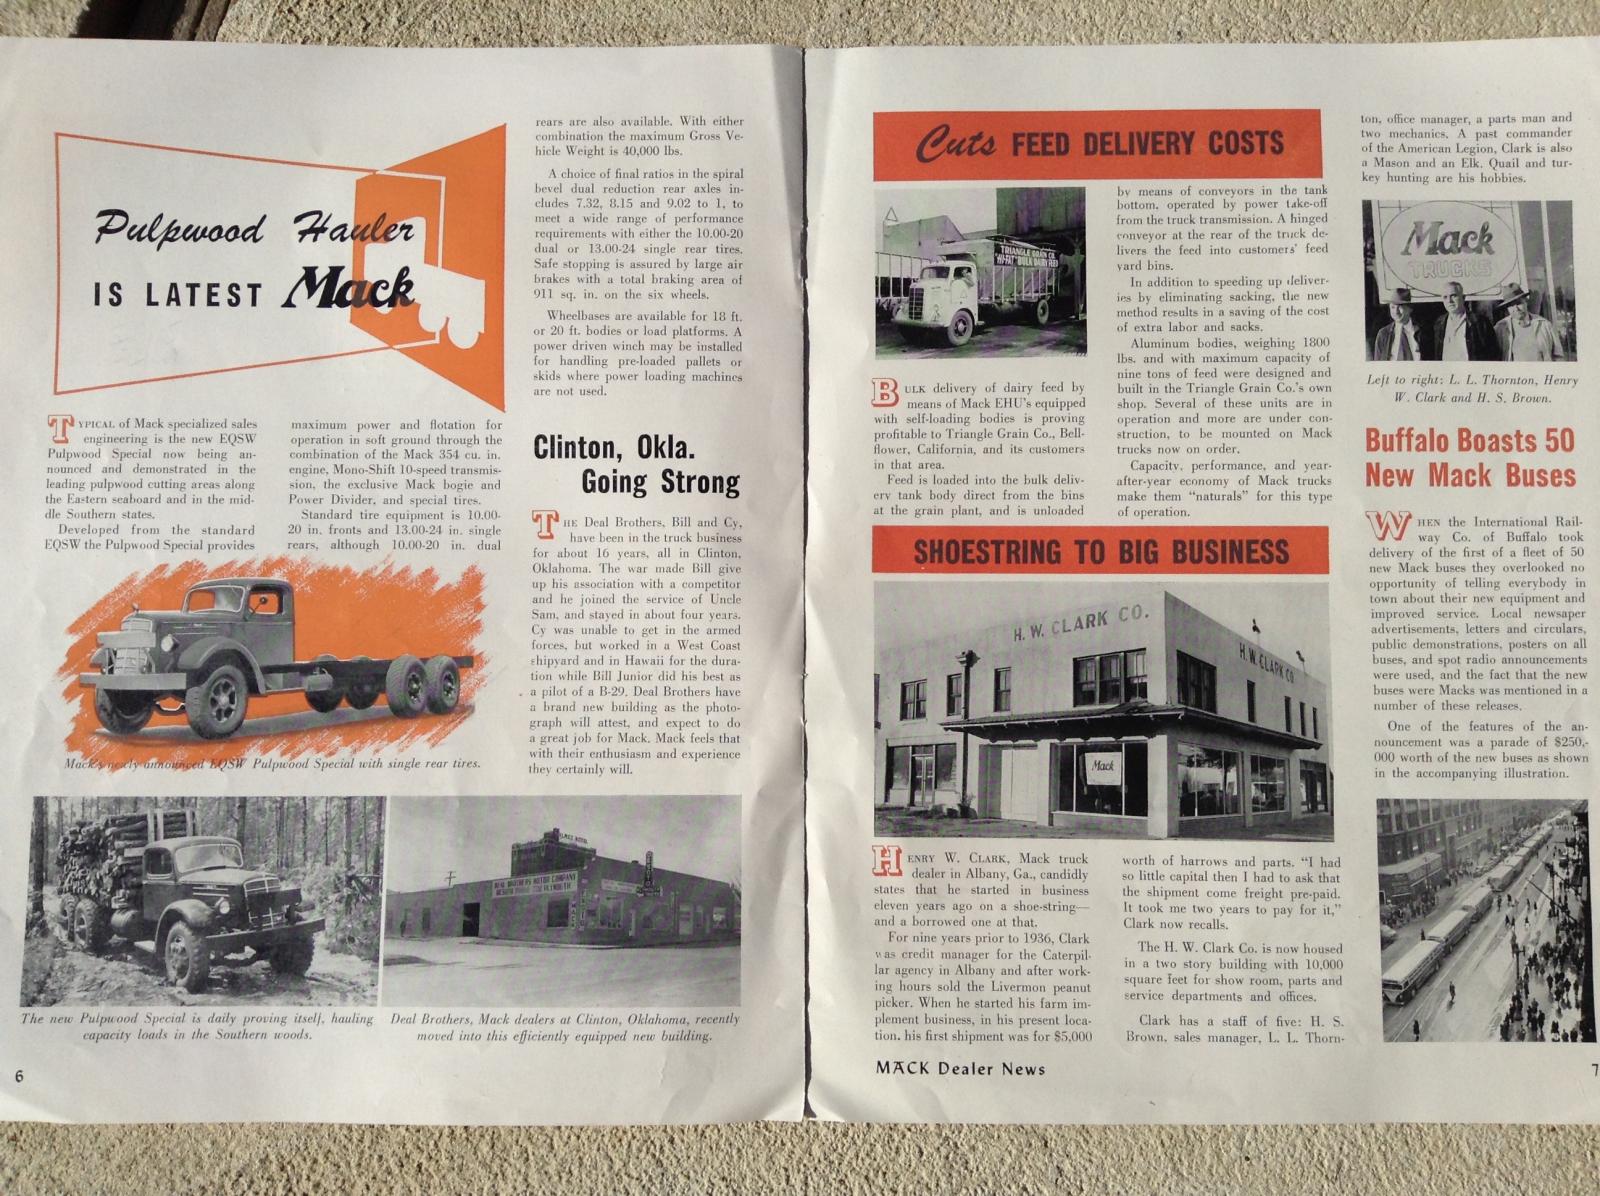 Pulpwood Hauler
IS LATEST Mack
TYPICAL of Mack specialized sales
engineering is the new EQSW
Pulpwood Special now being an-
nounced and demonstrated in the
leading pulpwood cutting areas along
the Eastern seaboard and in the mid-
dle Southern states.
Developed from the standard
EQSW the Pulpwood Special provides
maximum power and flotation for
operation in soft ground through the
combination of the Mack 354 cu. in.
engine, Mono-Shift 10-speed transmis-
sion, the exclusive Mack bogie and
Power Divider, and special tires.
Standard tire equipment is 10.00-
20 in. fronts and 13.00-24 in. single
rears, although 10.00-20 in. dual
Mack's newly announced EQSW Pulpwood Special with single rear tires.
The new Pulpwood Special is daily proving itself, hauling
capacity loads in the Southern woods.
6
rears are also available. With either
combination the maximum Gross Ve-
hicle Weight is 40,000 lbs.
A choice of final ratios in the spiral
bevel dual reduction rear axles in-
cludes 7.32, 8.15 and 9.02 to 1, to
meet a wide range of performance
requirements with either the 10.00-20
dual or 13.00-24 single rear tires.
Safe stopping is assured by large air
brakes with a total braking area of
911 sq. in. on the six wheels.
Wheelbases are available for 18 ft.
or 20 ft. bodies or load platforms. A
power driven winch may be installed
for handling pre-loaded pallets or
skids where power loading machines
are not used.
Clinton, Okla.
Going Strong
THE Deal Brothers, Bill and Cy,
have been in the truck business
for about 16 years, all in Clinton,
Oklahoma. The war made Bill give
up his association with a competitor
and he joined the service of Uncle
Sam, and stayed in about four years.
Cy was unable to get in the armed
forces, but worked in a West Coast
shipyard and in Hawaii for the dura-
tion while Bill Junior did his best as
a pilot of a B-29. Deal Brothers have
a brand new building as the photo-
graph will attest, and expect to do
a great job for Mack. Mack feels that
with their enthusiasm and experience
they certainly will.
DEAL BROTHERS MOTOR COMPANY
Deal Brothers, Mack dealers at Clinton, Oklahoma, recently
moved into this efficiently equipped new building.
Cuts FEED DELIVERY COSTS
TRIANGLE GRAIN CO.
"HI-FAT" BULK DAIRY FEED
BULK delivery of dairy feed by
means of Mack EHU's equipped
with self-loading bodies is proving
profitable to Triangle Grain Co., Bell-
flower, California, and its customers
in that area.
Feed is loaded into the bulk deliv-
ery tank body direct from the bins
at the grain plant, and is unloaded
by means of conveyors in the tank
bottom, operated by power take-off
from the truck transmission. A hinged
conveyor at the rear of the truck de-
livers the feed into customers' feed
yard bins.
In addition to speeding up deliver-
ies by eliminating sacking, the new
method results in a saving of the cost
of extra labor and sacks.
Aluminum bodies, weighing 1800
lbs. and with maximum capacity of
nine tons of feed were designed and
built in the Triangle Grain Co.'s own
shop. Several of these units are in
operation and more are under con-
struction, to be mounted on Mack
trucks now on order.
Capacity, performance, and year-
after-year economy of Mack trucks
make them "naturals" for this type
of operation.
SHOESTRING TO BIG BUSINESS
H. W. CLARK CO.
H. W. CLARK CO.
Mack
HENRY W. CLARK, Mack truck
dealer in Albany, Ga., candidly
states that he started in business
eleven years ago on a shoe-string—
and a borrowed one at that.
For nine years prior to 1936, Clark
was credit manager for the Caterpil-
lar agency in Albany and after work-
ing hours sold the Livermon peanut
picker. When he started his farm im-
plement business, in his present loca-
tion, his first shipment was for $5,000
worth of harrows and parts. "I had
so little capital then I had to ask that
the shipment come freight pre-paid.
It took me two years to pay for it,"
Clark now recalls.
The H. W. Clark Co. is now housed
in a two story building with 10,000
square feet for show room, parts and
service departments and offices.
Clark has a staff of five: H. S.
Brown, sales manager, L. L. Thorn-
ton, office manager, a parts man and
two mechanics. A past commander
of the American Legion, Clark is also
a Mason and an Elk. Quail and tur-
key hunting are his hobbies.
Mack
TRUCKS
Left to right: L. L. Thornton, Henry
W. Clark and H. S. Brown.
Buffalo Boasts 50
New Mack Buses
WHEN the International Rail-
way Co. of Buffalo took
delivery of the first of a fleet of 50
new Mack buses they overlooked no
opportunity of telling everybody in
town about their new equipment and
improved service. Local newsaper
advertisements, letters and circulars,
public demonstrations, posters on all
buses, and spot radio announcements
were used, and the fact that the new
buses were Macks was mentioned in a
number of these releases.
One of the features of the an-
nouncement was a parade of $250,-
000 worth of the new buses as shown
in the accompanying illustration.
MACK Dealer News
7